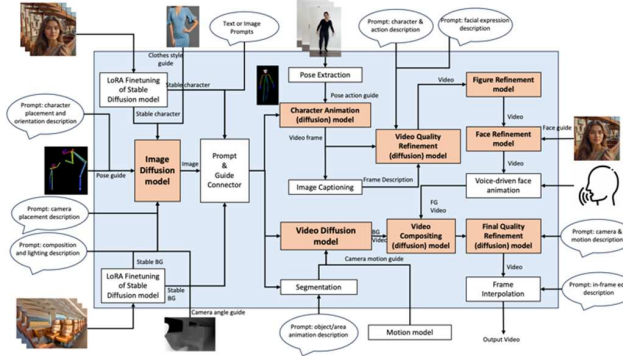 Text or Image
Prompts
Prompt: character &
action description
Prompt: facial expression
description
Clothes style
guide
LoRA Finetuning
of Stable
Diffusion model
Stable character
Stable character
Pose Extraction
Pose action guide
Video
Figure Refinement
model
Prompt: character
placement and
orientation description
Character Animation
(diffusion) model
Video
Video frame
Face Refinement
model
Face guide
Image
Diffusion
model
Image
Prompt
&
Guide
Connector
Video Quality
Refinement
(diffusion) model
Video
Pose guide
Image Captioning
Frame Description
Voice-driven face
animation
Prompt: camera
placement description
FG
Video
Prompt: composition
and lighting description
Video Diffusion
model
BG
Video
Video
Compositing
(diffusion) model
Final Quality
Refinement
(diffusion) model
Prompt: camera &
motion description
Stable BG
Camera motion guide
LoRA Finetuning
of Stable
Diffusion model
Stable
BG
Segmentation
Video
Frame
Interpolation
Prompt: in-frame
description
Camera angle guide
Prompt: object/area
animation description
Motion model
Output Video